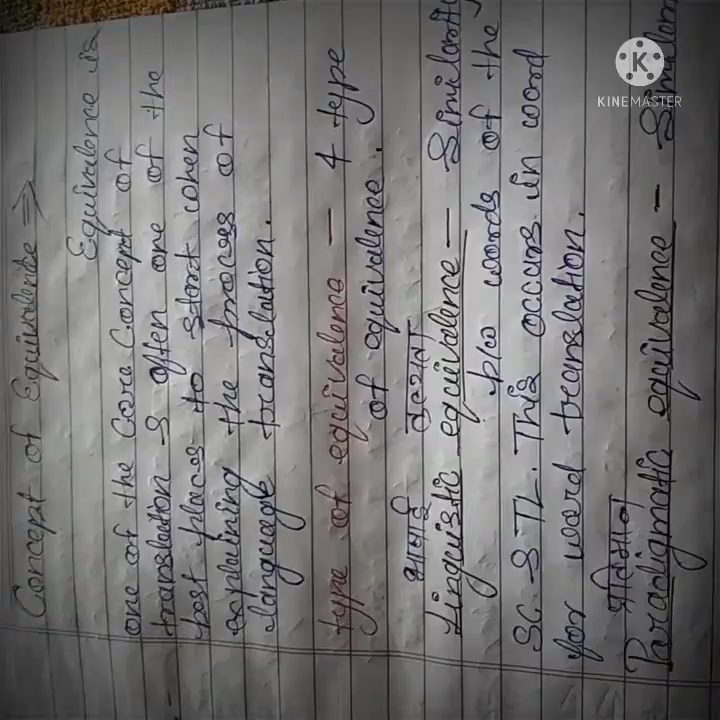 Concept of Equivalence ⇒
Equivalence is
one of the Core Concept of
translation & often one of the
best places to start when
explaining the process of
language translation.
type of equivalence - 4 type
of equivalence.
भाषाई तुल्यता
Linguistic equivalence - Similarity
b/w words of the
SL & TL. This occurs in word
for word translation.
प्रतिमान
Paradigmatic equivalence -
K
KINEMASTER